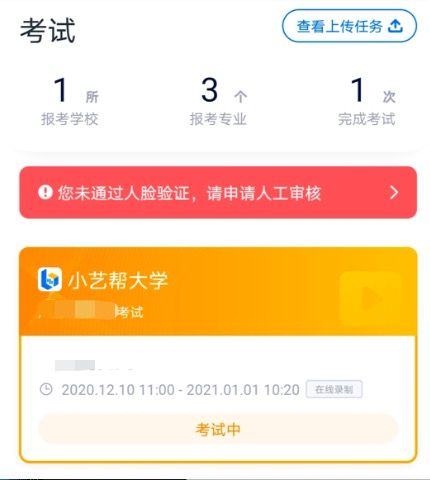 考试
查看上传任务
1 所
3 个
1 次
报考学校
报考专业
完成考试
您未通过人脸验证，请申请人工审核
小艺帮大学
考试
2020.12.10 11:00 - 2021.01.01 10:20 在线录制
考试中